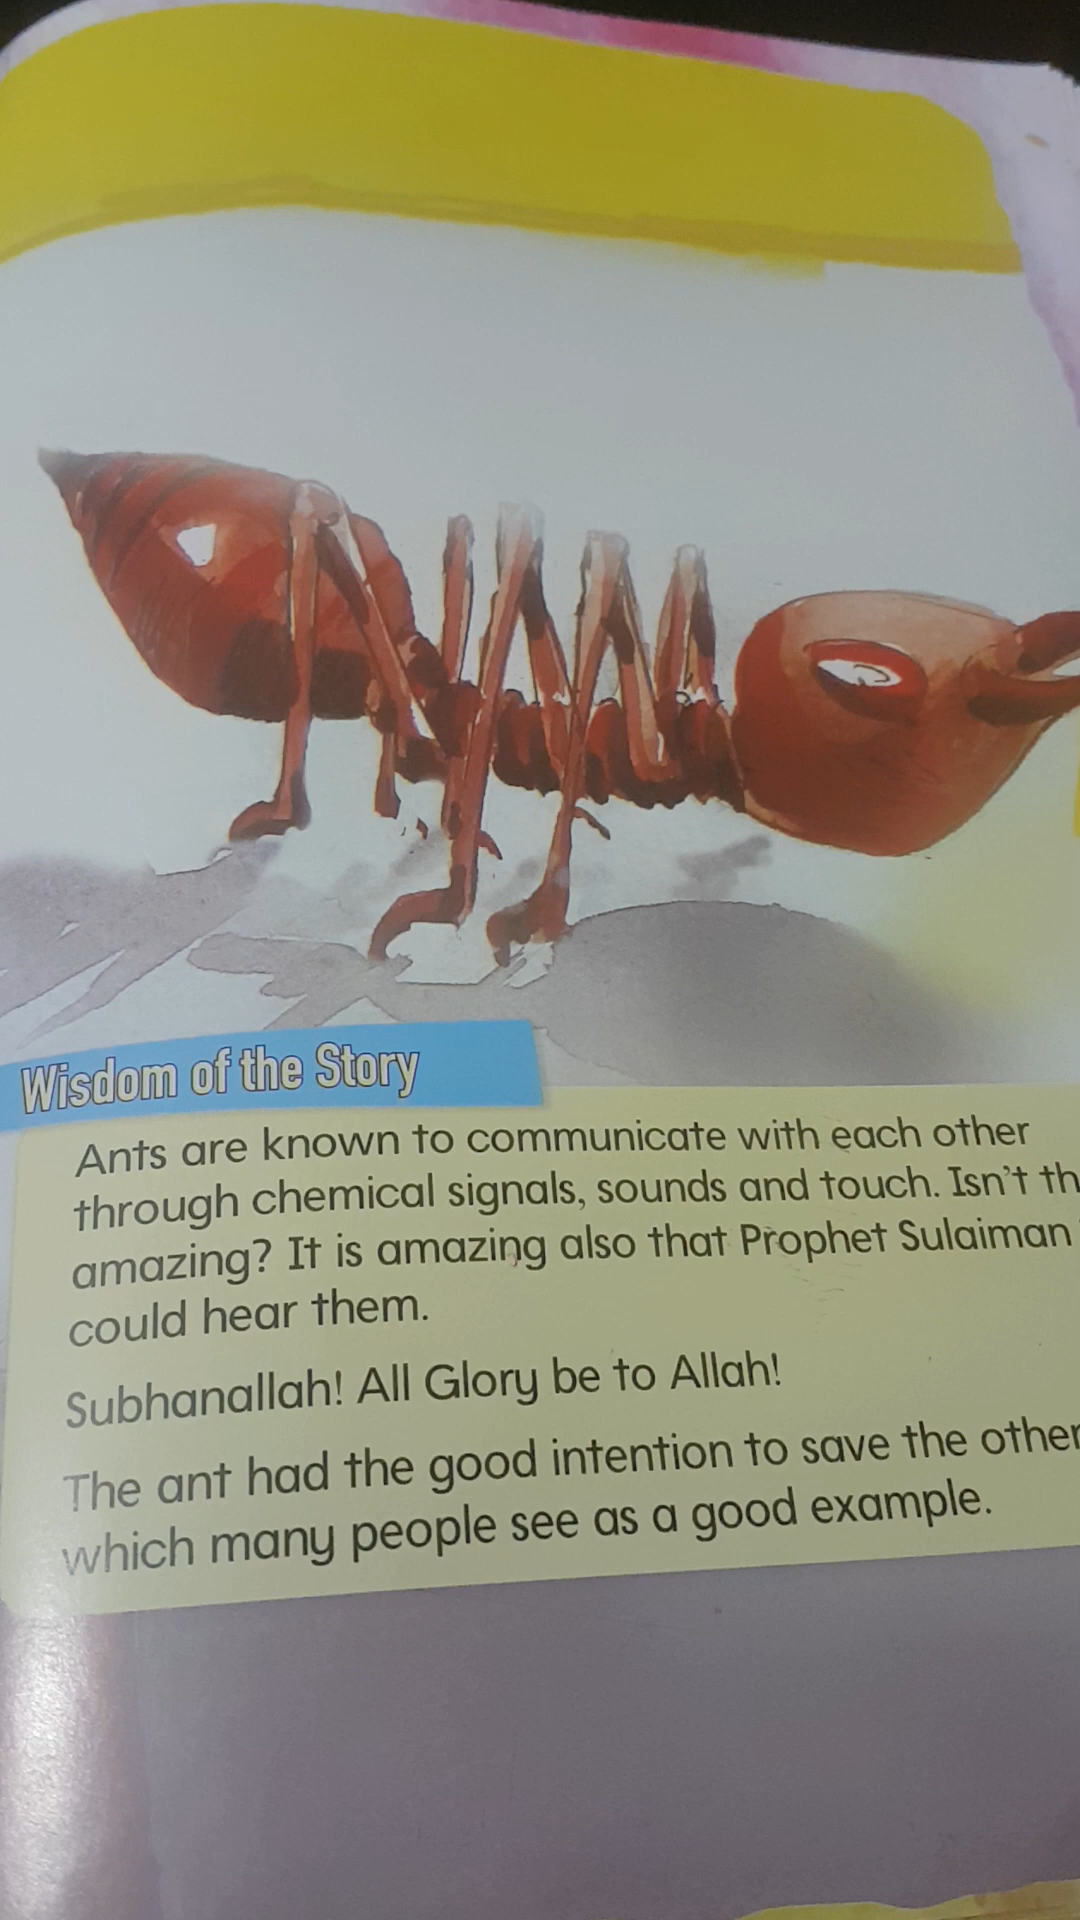 Wisdom of the Story
Ants are known to communicate with each other
through chemical signals, sounds and touch. Isn't
amazing? It is amazing also that Prophet Sulaiman
could hear them.
Subhanallah! All Glory be to Allah!
The ant had the good intention to save the other
which many people see as a good example.